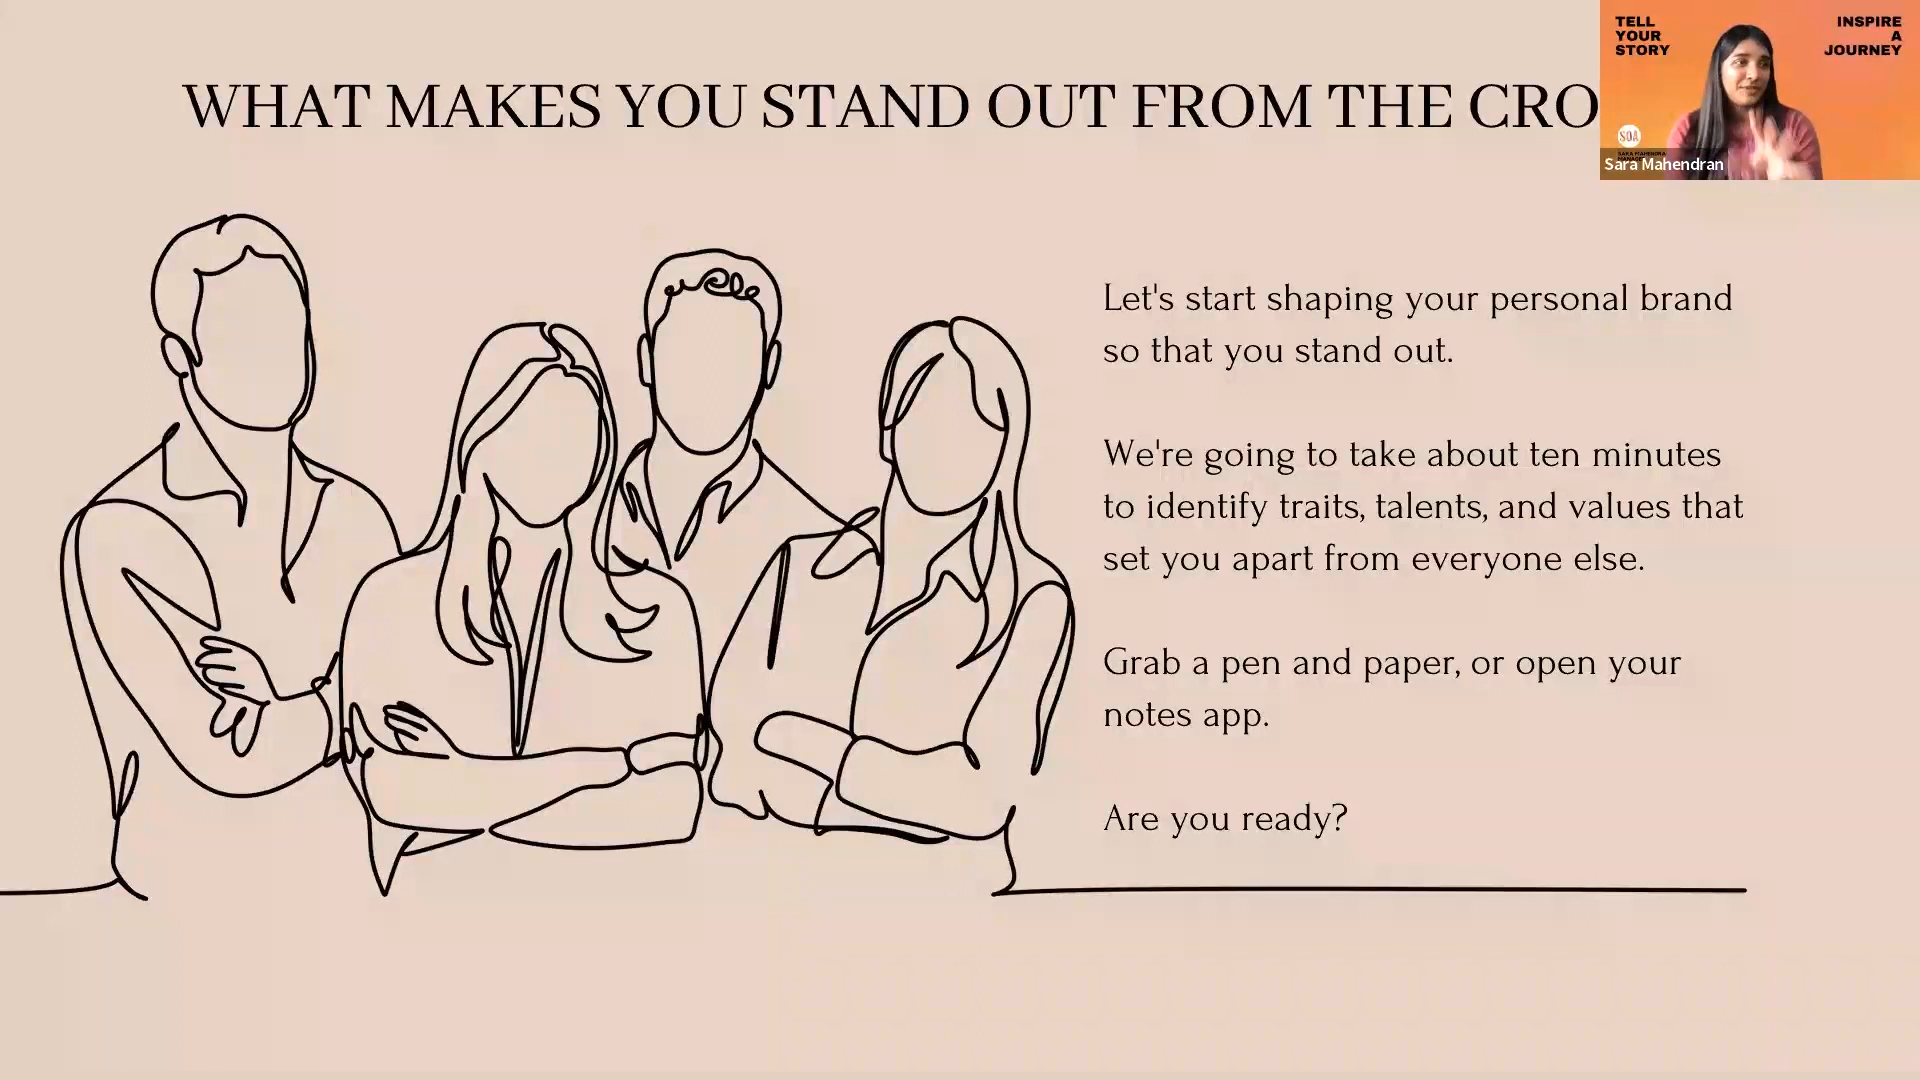 WHAT MAKES YOU STAND OUT FROM THE CRO
TELL
YOUR
STORY
INSPIRE
A
JOURNEY
SOA
Sara Mahendran
Let's start shaping your personal brand
so that you stand out.
We're going to take about ten minutes
to identify traits, talents, and values that
set you apart from everyone else.
Grab a pen and paper, or open your
notes app.
Are you ready?